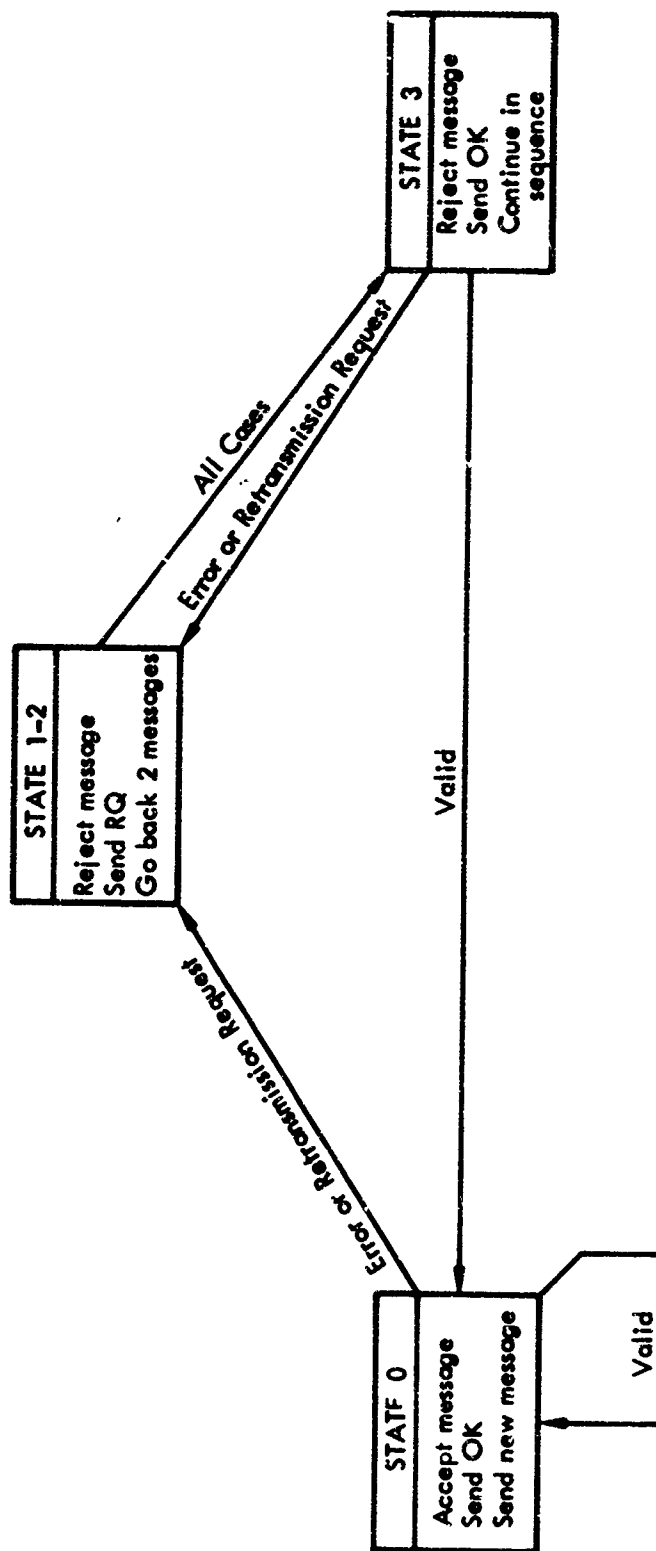 STATE 1-2
Reject message
Send RQ
Go back 2 messages
All Cases
Error or Retransmission Request
Error or Retransmission Request
STATE 3
Reject message
Send OK
Continue in
sequence
Valid
STATF 0
Accept message
Send OK
Send new message
Valid